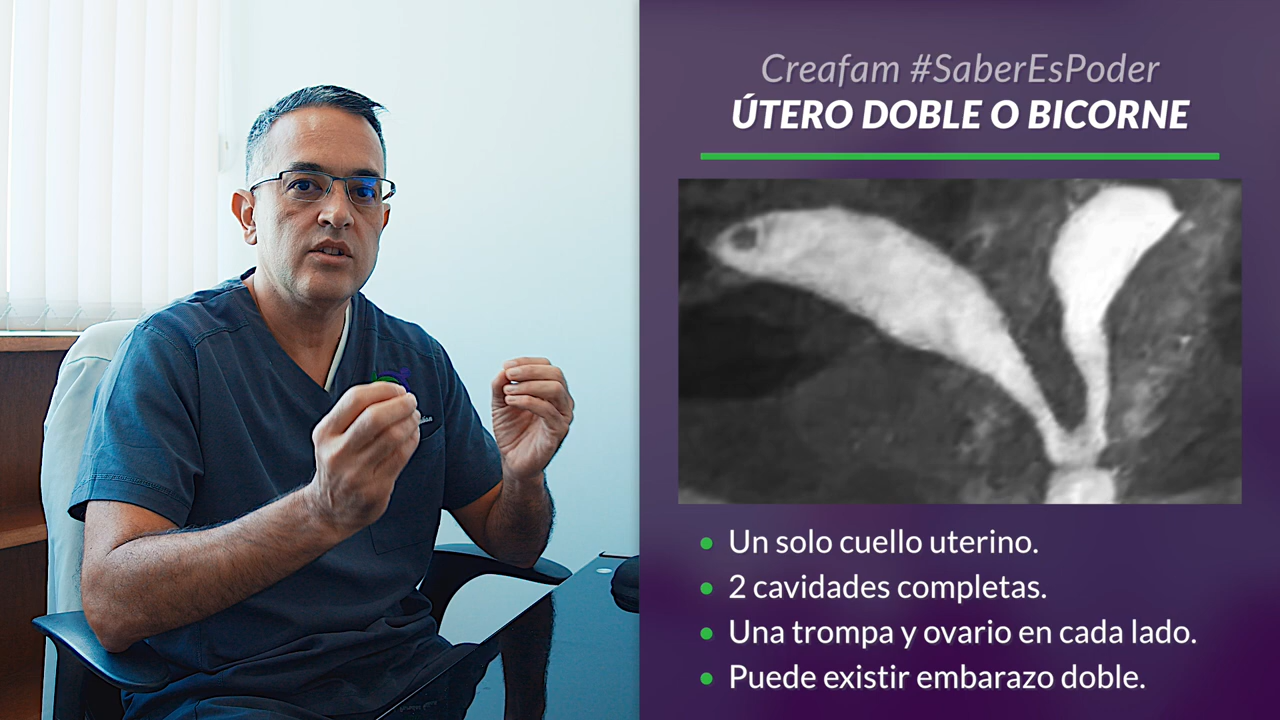 Creafam #SaberEsPoder
ÚTERO DOBLE O BICORNE
Un solo cuello uterino.
2 cavidades completas.
Una trompa y ovario en cada lado.
Puede existir embarazo doble.